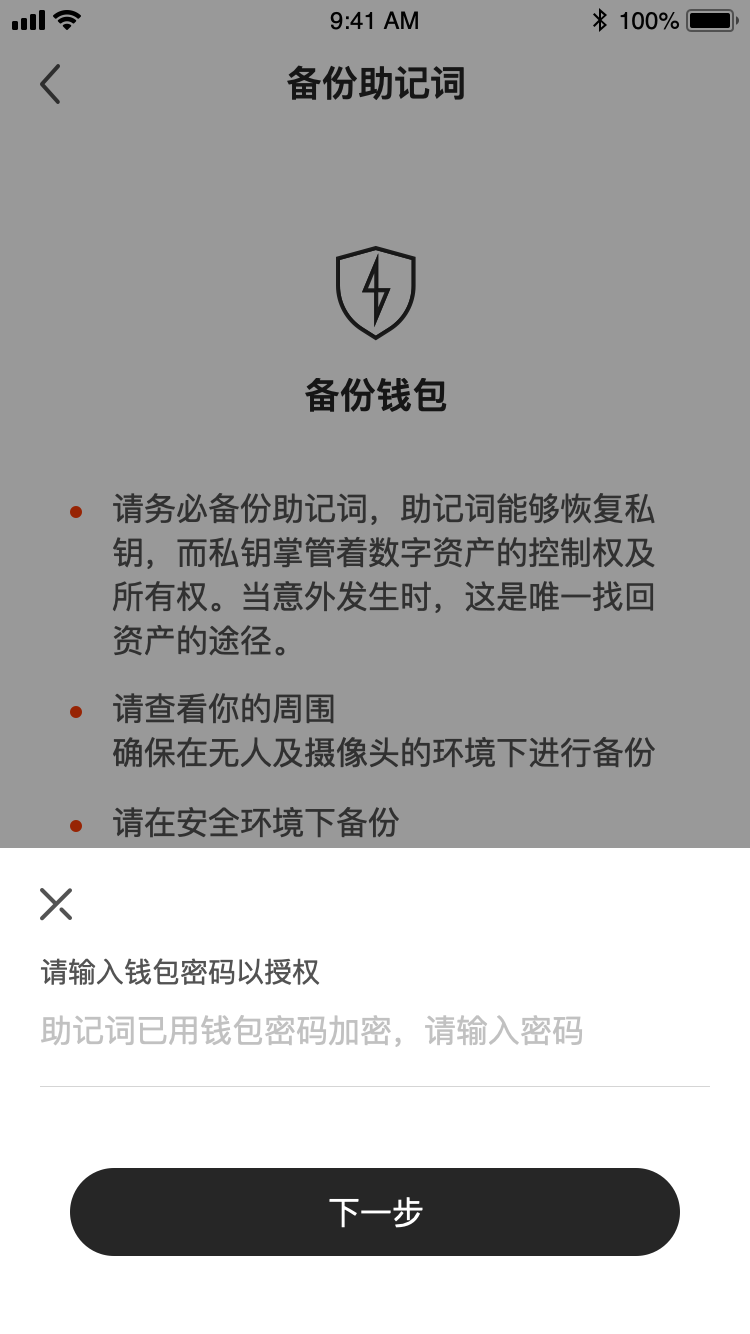 9:41 AM
100%
备份助记词
备份钱包
请务必备份助记词，助记词能够恢复私
钥，而私钥掌管着数字资产的控制权及
所有权。当意外发生时，这是唯一找回
资产的途径。
请查看你的周围
确保在无人及摄像头的环境下进行备份
请在安全环境下备份
请输入钱包密码以授权
助记词已用钱包密码加密，请输入密码
下一步